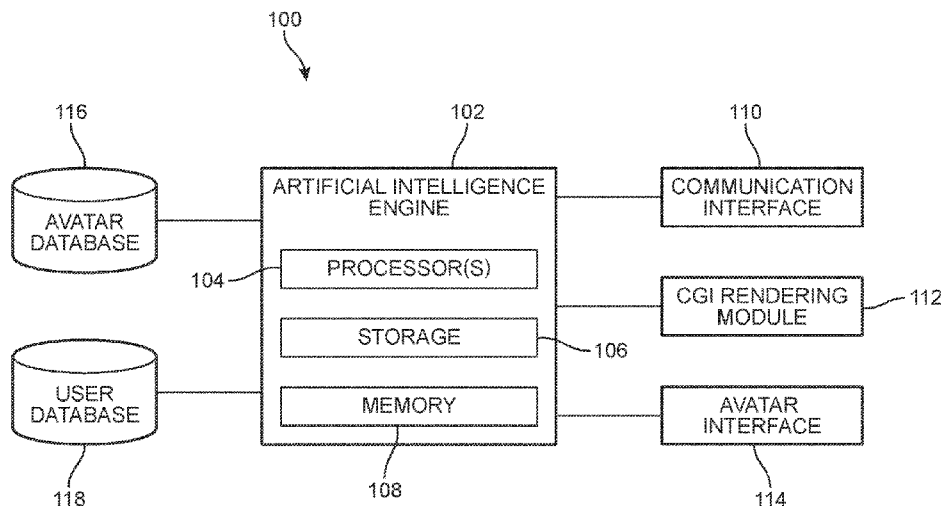 100
116
102
110
AVATAR
DATABASE
ARTIFICIAL INTELLIGENCE
ENGINE
COMMUNICATION
INTERFACE
104
PROCESSOR(S)
CGI RENDERING
MODULE
112
STORAGE
106
USER
DATABASE
MEMORY
AVATAR
INTERFACE
118
108
114